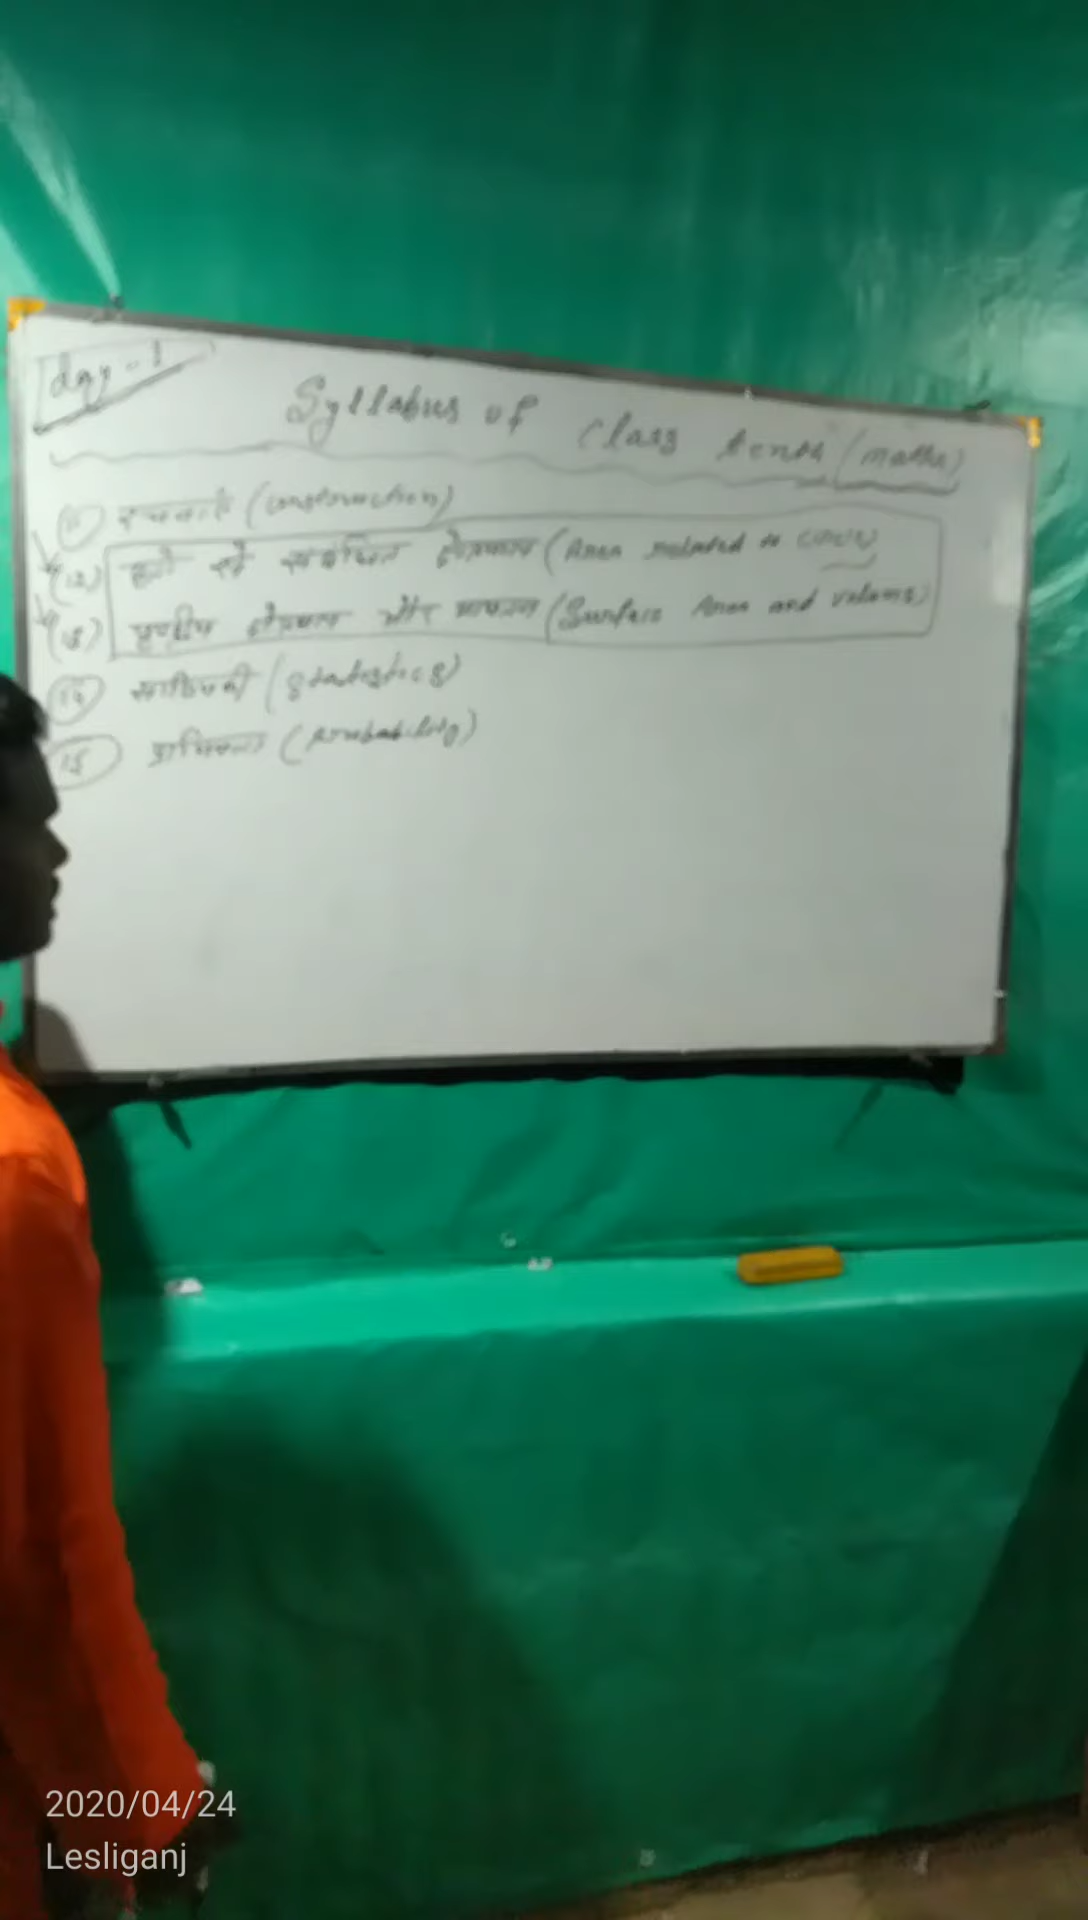 day - 1
Syllabus of class tenth (maths)
(11) रचनाएँ (construction)
(12) वृतो से संबंधित क्षेत्रफल (Area related to circle)
(13) पृष्ठीय क्षेत्रफल और आयतन (Surface Area and volume)
(14) सांख्यिकी (statistics)
(15) प्रायिकता (probability)
2020/04/24
Lesliganj